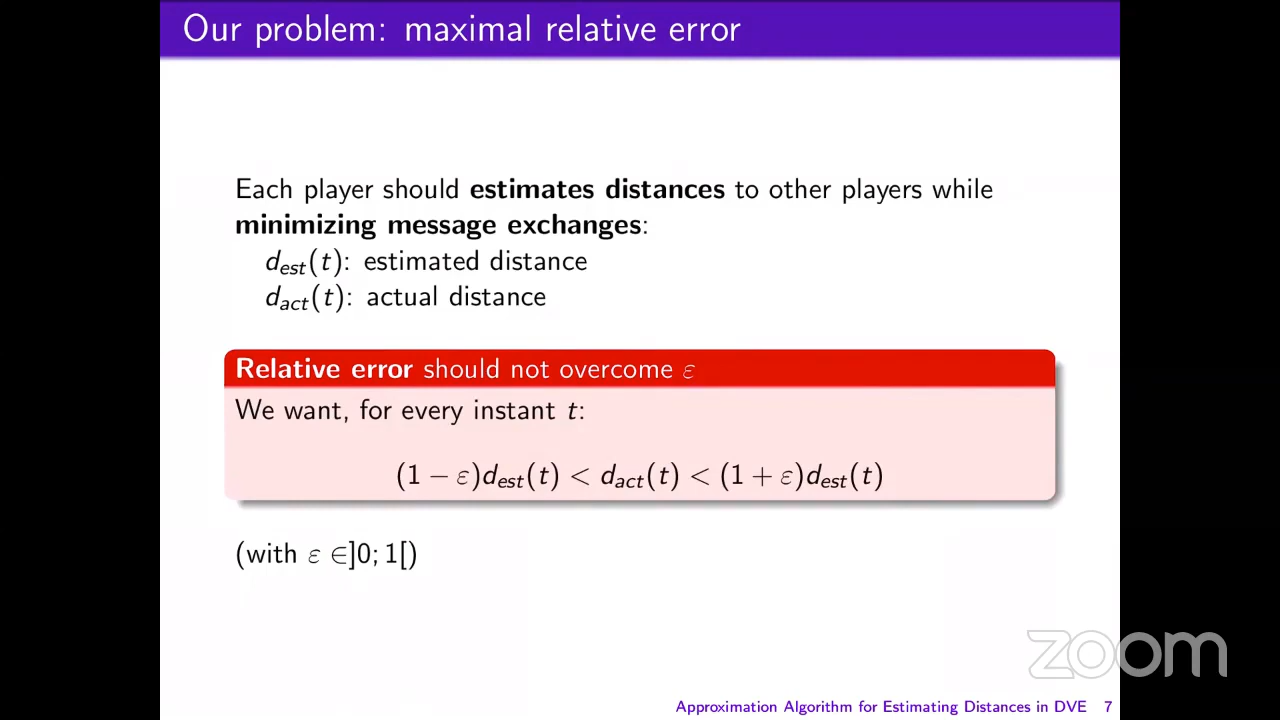 Our problem: maximal relative error
Each player should estimates distances to other players while
minimizing message exchanges:
d_est(t): estimated distance
d_act(t): actual distance
Relative error should not overcome ε
We want, for every instant t:
(1 − ε)d_est(t) < d_act(t) < (1 + ε)d_est(t)
(with ε ∈]0; 1[)
zoom
Approximation Algorithm for Estimating Distances in DVE 7